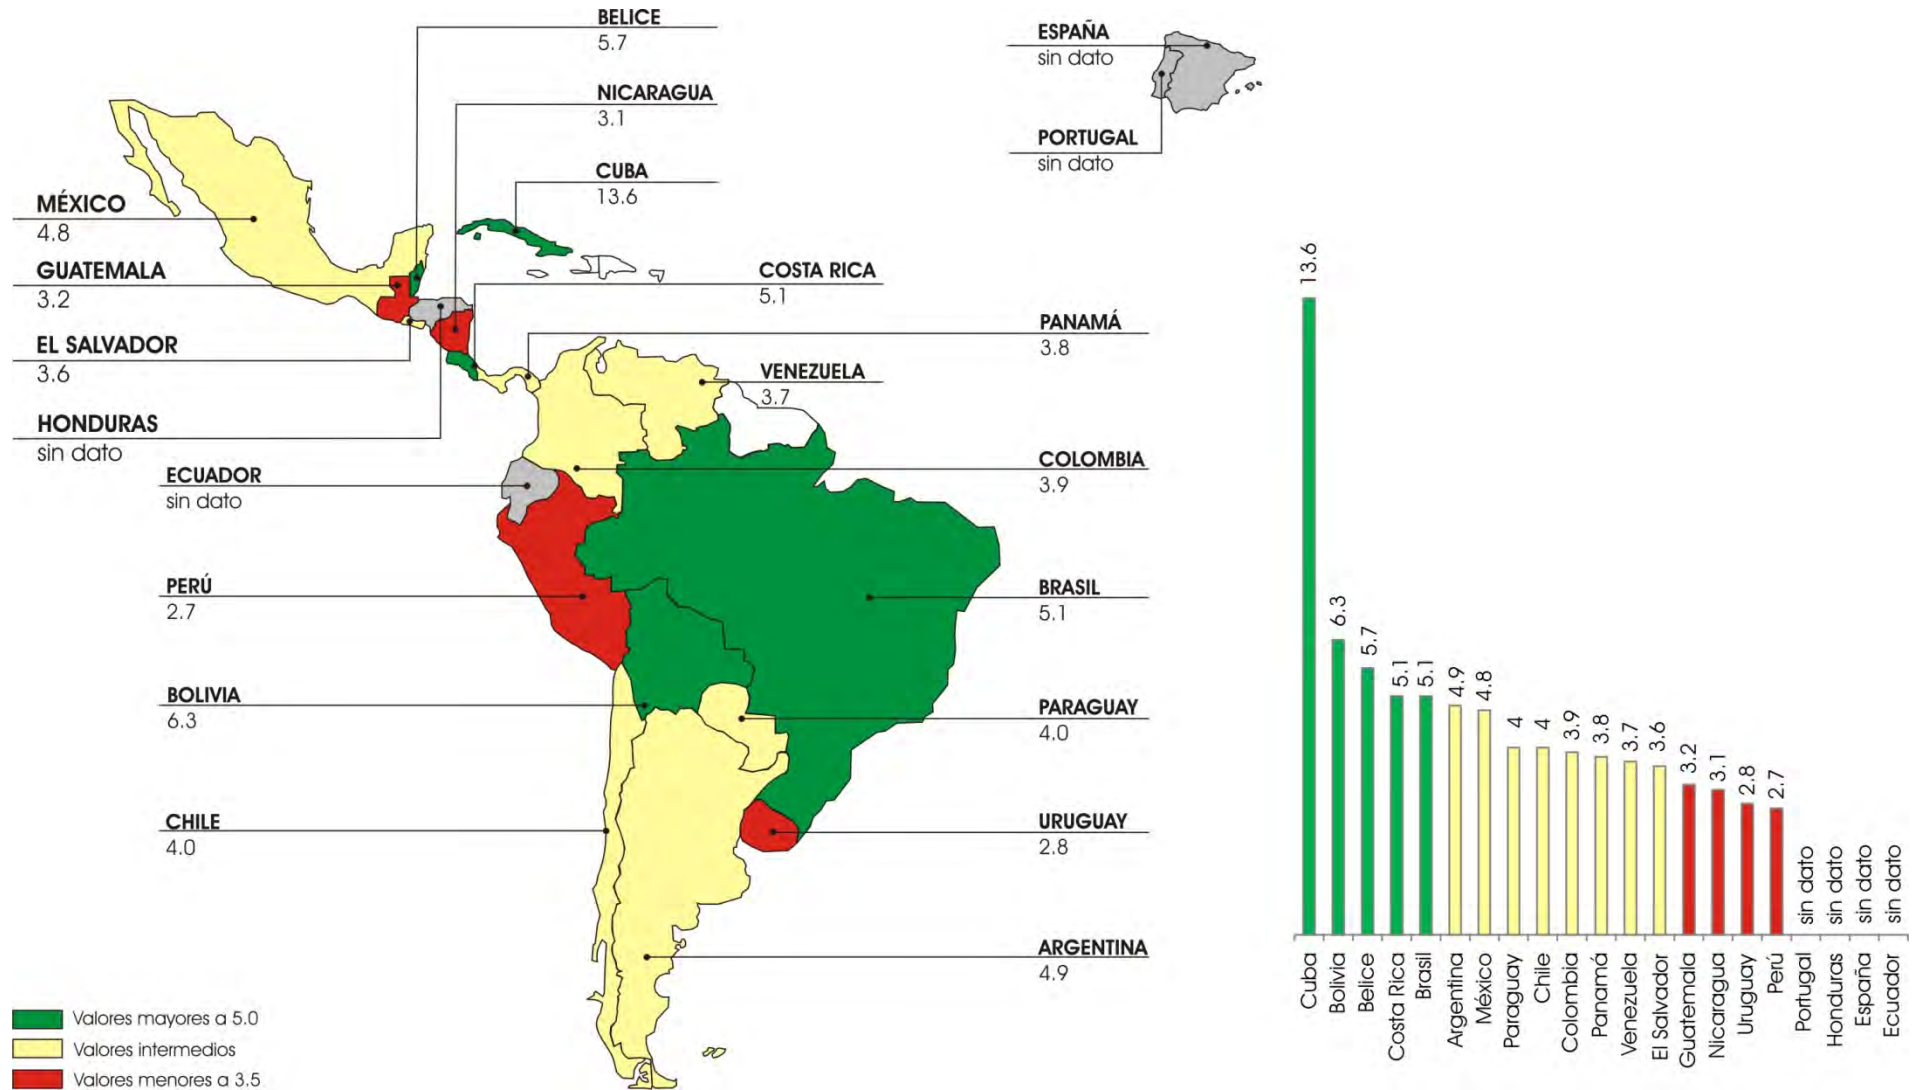 BELICE
5.7
NICARAGUA
3.1
CUBA
13.6
ESPAÑA
sin dato
PORTUGAL
sin dato
MÉXICO
4.8
GUATEMALA
3.2
EL SALVADOR
3.6
HONDURAS
sin dato
COSTA RICA
5.1
PANAMÁ
3.8
VENEZUELA
3.7
COLOMBIA
3.9
ECUADOR
sin dato
PERÚ
2.7
BRASIL
5.1
BOLIVIA
6.3
PARAGUAY
4.0
CHILE
4.0
URUGUAY
2.8
ARGENTINA
4.9
Valores mayores a 5.0
Valores intermedios
Valores menores a 3.5
13.6
6.3
5.7
5.1
5.1
4.9
4.8
4
4
3.9
3.8
3.7
3.6
3.2
3.1
2.8
2.7
sin dato
sin dato
sin dato
sin dato
Cuba
Bolivia
Belice
Costa Rica
Brasil
Argentina
México
Paraguay
Chile
Colombia
Panamá
Venezuela
El Salvador
Guatemala
Nicaragua
Uruguay
Perú
Portugal
Honduras
España
Ecuador